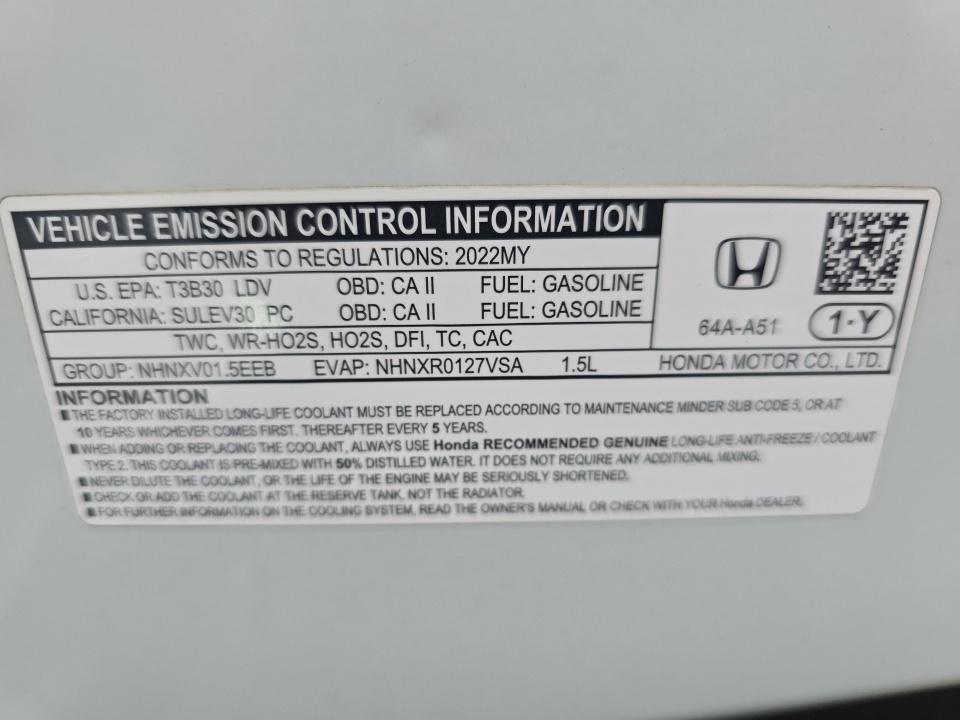 VEHICLE EMISSION CONTROL INFORMATION
CONFORMS TO REGULATIONS: 2022MY
U.S. EPA: T3B30 LDV OBD: CA II FUEL: GASOLINE
CALIFORNIA: SULEV30 PC OBD: CA II FUEL: GASOLINE
TWC, WR-HO2S, HO2S, DFI, TC, CAC
64A-A51 1·Y
GROUP: NHNXV01.5EEB EVAP: NHNXR0127VSA 1.5L HONDA MOTOR CO., LTD.
INFORMATION
■ THE FACTORY INSTALLED LONG-LIFE COOLANT MUST BE REPLACED ACCORDING TO MAINTENANCE MINDER SUB CODE 5, OR AT
10 YEARS WHICHEVER COMES FIRST. THEREAFTER EVERY 5 YEARS.
■ WHEN ADDING OR REPLACING THE COOLANT, ALWAYS USE Honda RECOMMENDED GENUINE LONG-LIFE ANTI-FREEZE / COOLANT
TYPE 2. THIS COOLANT IS PRE-MIXED WITH 50% DISTILLED WATER. IT DOES NOT REQUIRE ANY ADDITIONAL MIXING.
■ NEVER DILUTE THE COOLANT, OR THE LIFE OF THE ENGINE MAY BE SERIOUSLY SHORTENED.
■ CHECK OR ADD THE COOLANT AT THE RESERVE TANK, NOT THE RADIATOR.
■ FOR FURTHER INFORMATION ON THE COOLING SYSTEM, READ THE OWNER'S MANUAL OR CHECK WITH YOUR Honda DEALER.